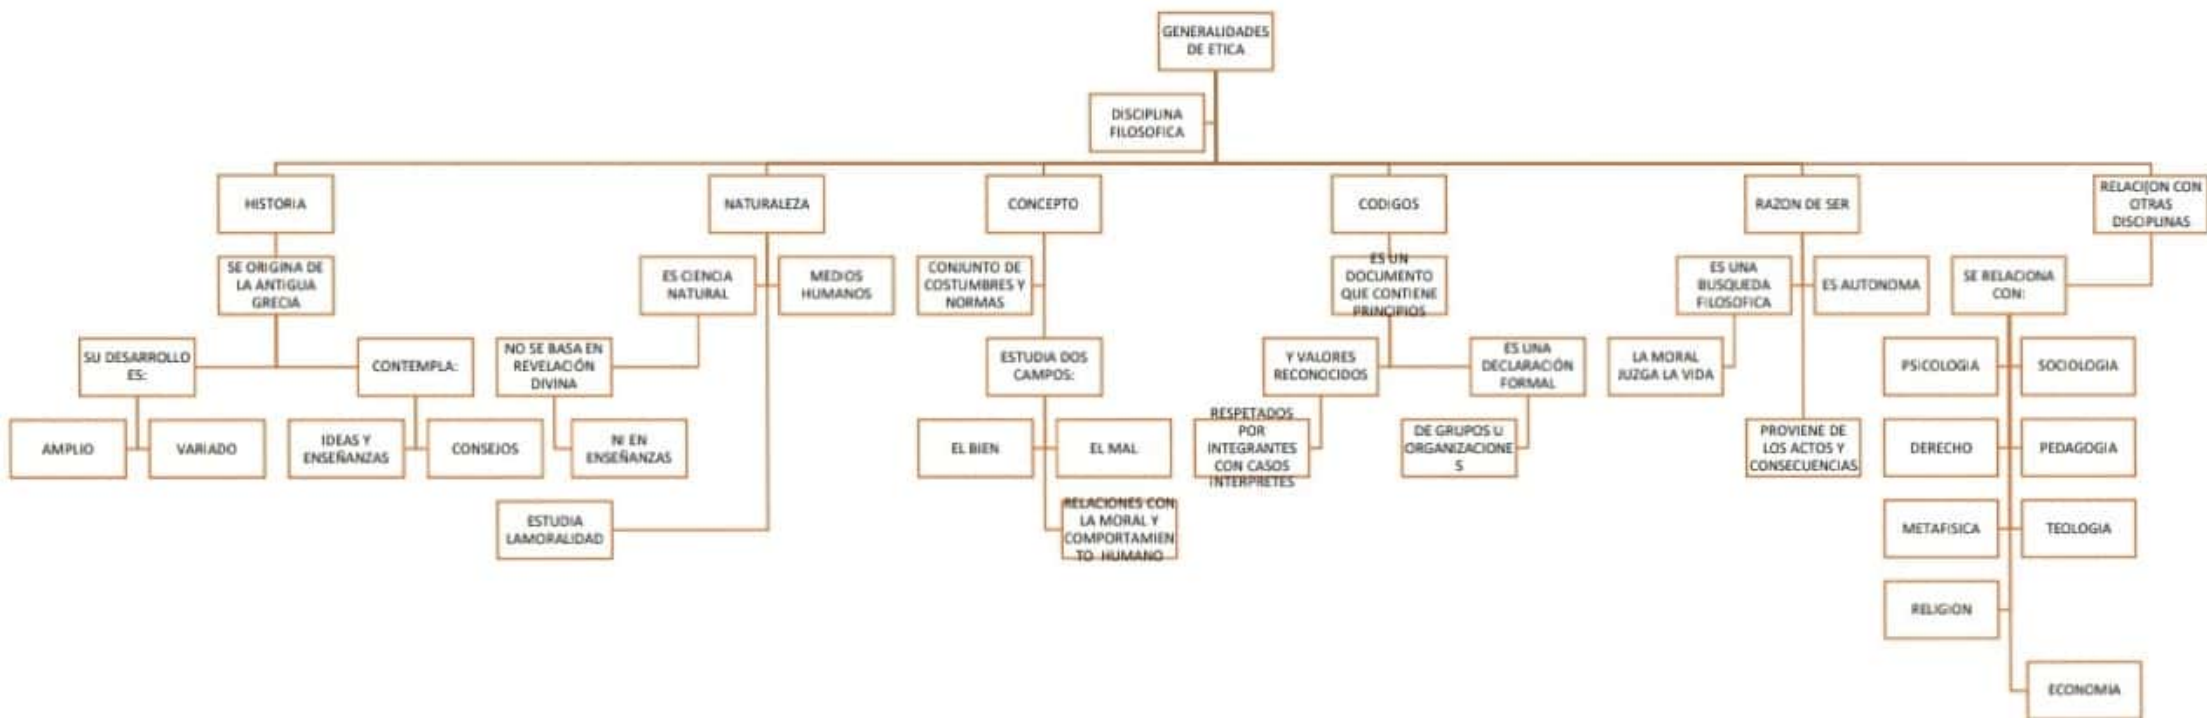 GENERALIDADES
DE ETICA
DISCIPLINA
FILOSOFICA
HISTORIA
NATURALEZA
CONCEPTO
CODIGOS
RAZON DE SER
RELACI[ON CON
OTRAS
DISCIPLINAS
SE ORIGINA DE
LA ANTIGUA
GRECIA
ES CIENCIA
NATURAL
MEDIOS
HUMANOS
CONJUNTO DE
COSTUMBRES Y
NORMAS
ES UN
DOCUMENTO
QUE CONTIENE
PRINCIPIOS
ES UNA
BUSQUEDA
FILOSOFICA
ES AUTONOMA
SE RELACIONA
CON:
SU DESARROLLO
ES:
CONTEMPLA:
NO SE BASA EN
REVELACIÓN
DIVINA
ESTUDIA DOS
CAMPOS:
Y VALORES
RECONOCIDOS
ES UNA
DECLARACIÓN
FORMAL
LA MORAL
JUZGA LA VIDA
PSICOLOGIA
SOCIOLOGIA
AMPLIO
VARIADO
IDEAS Y
ENSEÑANZAS
CONSEJOS
NI EN
ENSEÑANZAS
EL BIEN
EL MAL
RESPETADOS
POR
INTEGRANTES
CON CASOS
INTERPRETES
DE GRUPOS U
ORGANIZACIONE
S
PROVIENE DE
LOS ACTOS Y
CONSECUENCIAS
DERECHO
PEDAGOGIA
ESTUDIA
LAMORALIDAD
RELACIONES CON
LA MORAL Y
COMPORTAMIEN
TO HUMANO
METAFISICA
TEOLOGIA
RELIGION
ECONOMIA